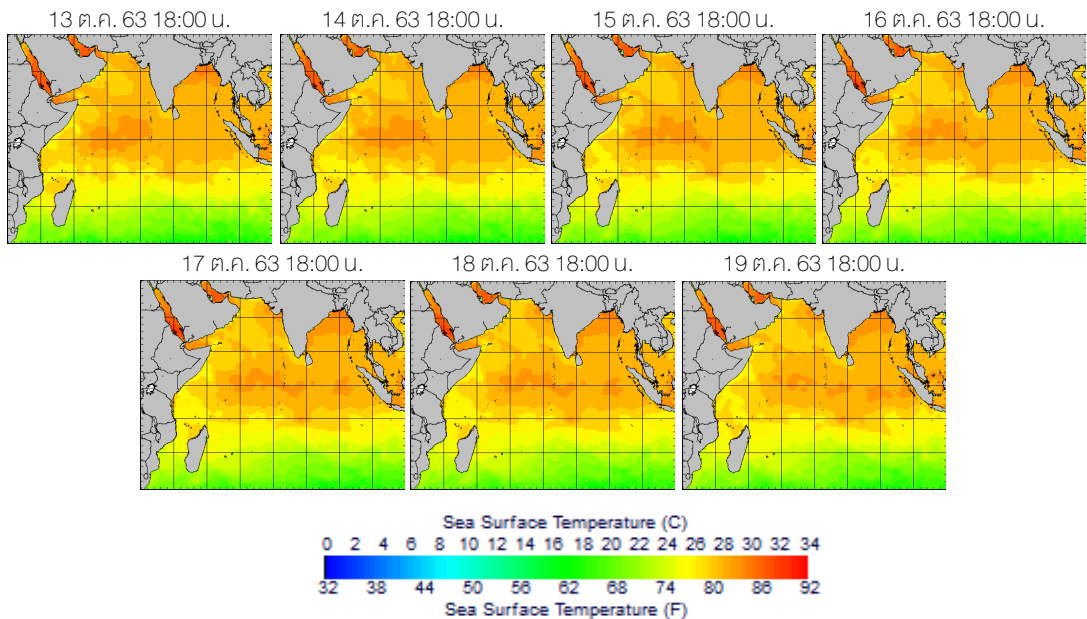 13 ต.ค. 63 18:00 น.
14 ต.ค. 63 18:00 น.
15 ต.ค. 63 18:00 น.
16 ต.ค. 63 18:00 น.
17 ต.ค. 63 18:00 น.
18 ต.ค. 63 18:00 น.
19 ต.ค. 63 18:00 น.
Sea Surface Temperature (C)
0 2 4 6 8 10 12 14 16 18 20 22 24 26 28 30 32 34
32 38 44 50 56 62 68 74 80 86 92
Sea Surface Temperature (F)